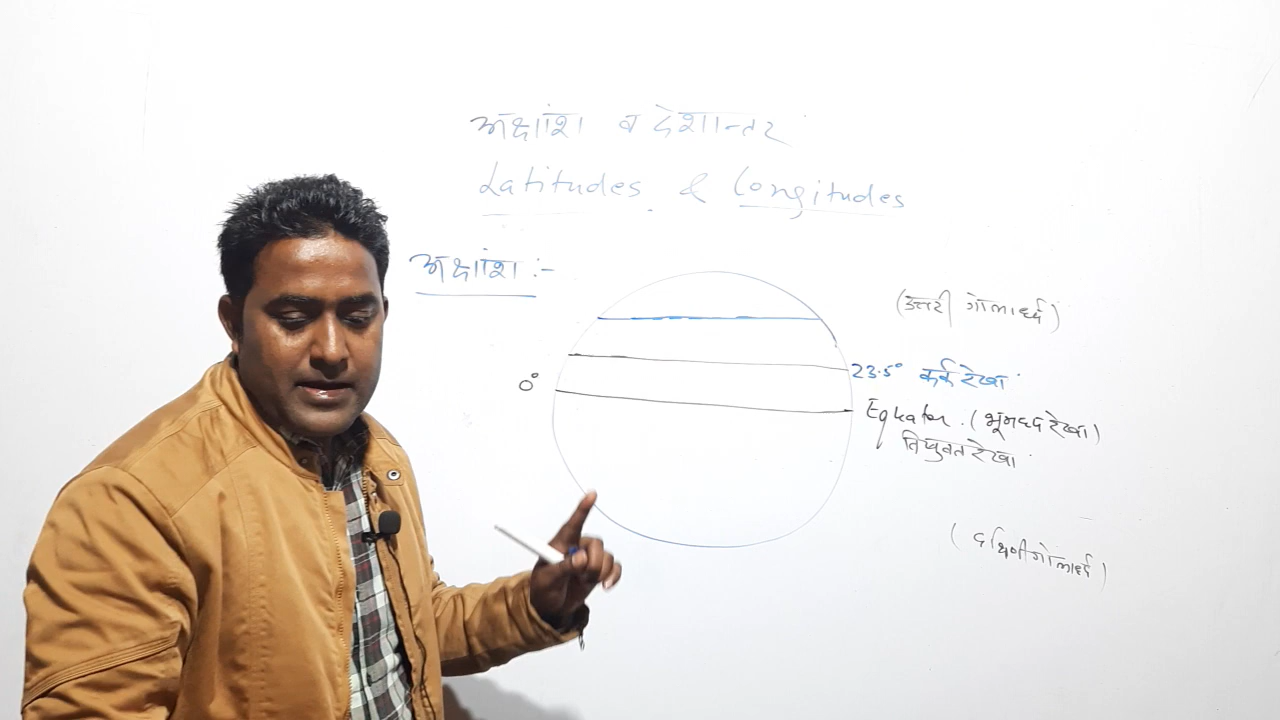 अक्षांश व देशान्तर
Latitudes & Longitudes
अक्षांश :-
(उत्तरी गोलार्ध्द)
23.5° कर्क रेखा
0°
Equator. (भूमध्द रेखा)
विषुवत रेखा
(दक्षिणी गोलार्ध्द)